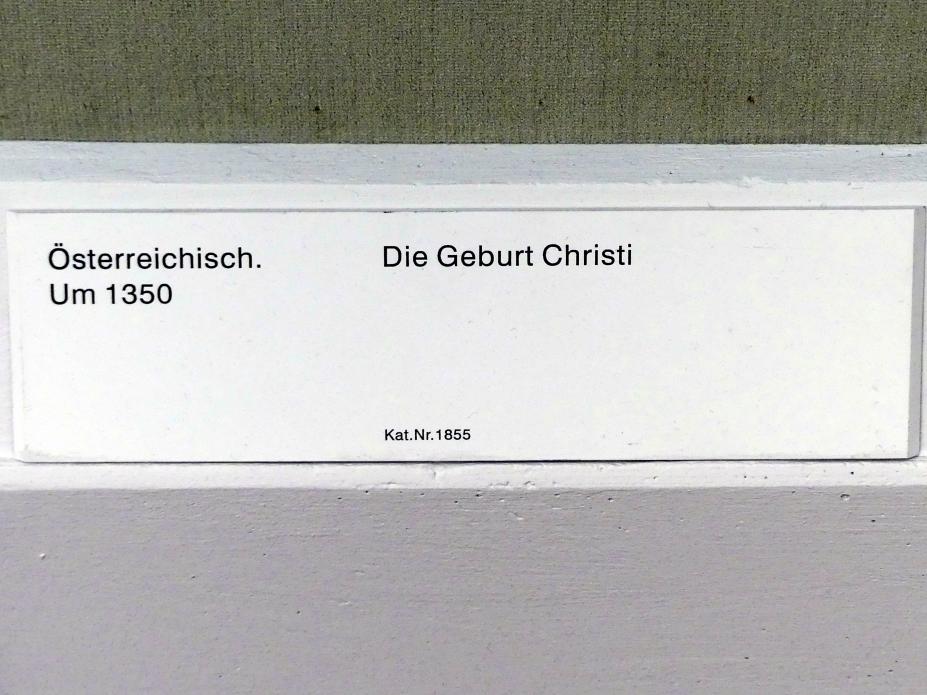 Österreichisch.
Um 1350
Die Geburt Christi
Kat.Nr.1855